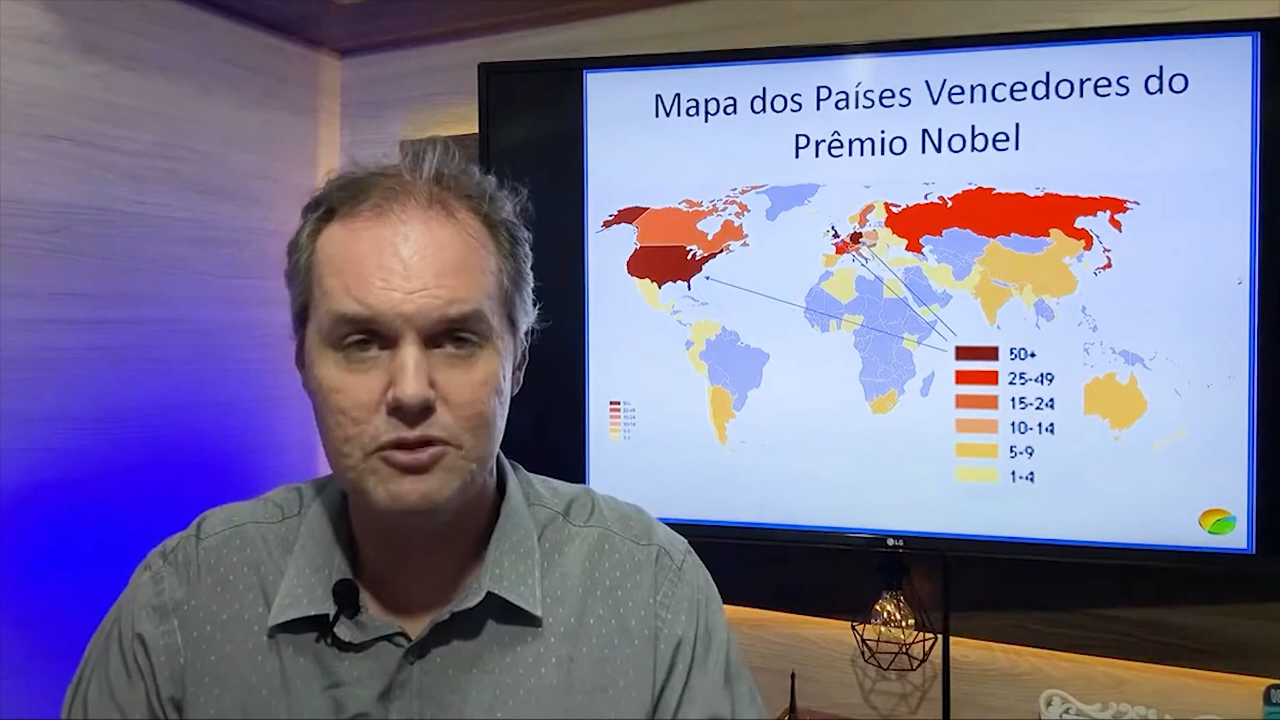 Mapa dos Países Vencedores do
Prêmio Nobel
50+
25-49
15-24
10-14
5-9
1-4
LG